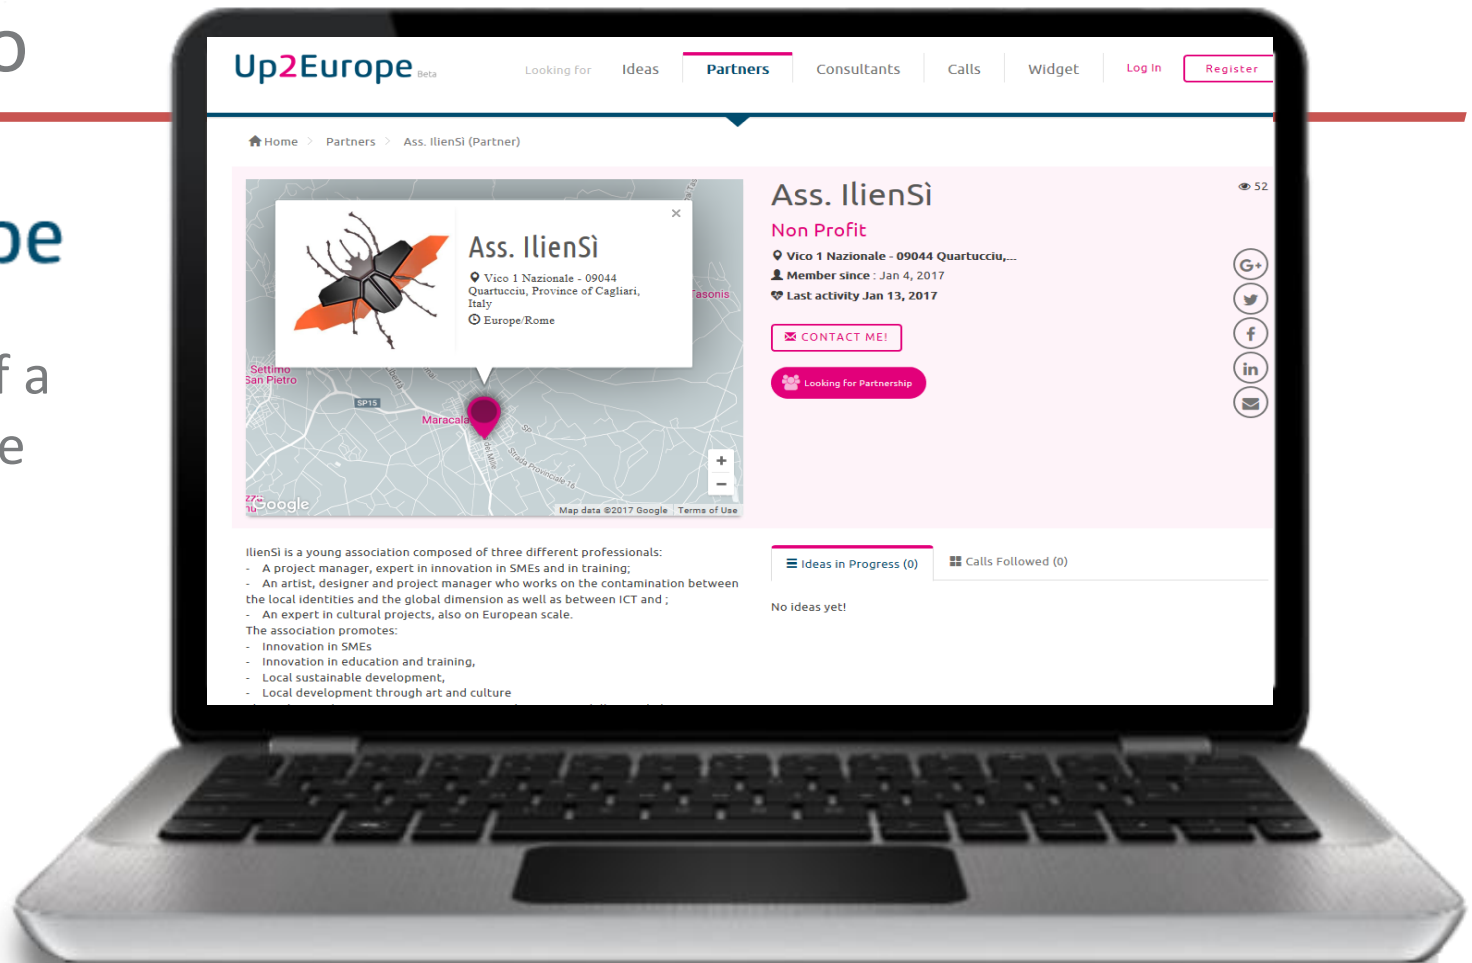 o
pe
f a
e
Up2Europe Beta
Looking for Ideas Partners Consultants Calls Widget Log In Register
Home > Partners > Ass. IlienSì (Partner)
Ass. IlienSì
Vico 1 Nazionale - 09044
Quartucciu, Province of Cagliari,
Italy
Europe/Rome
Tasonis
Settimo
San Pietro
SP15
Maracala
del Mille
SP
Strada Provinciale 16
Google
Map data ©2017 Google Terms of Use
Ass. IlienSì
52
Non Profit
Vico 1 Nazionale - 09044 Quartucciu,...
Member since : Jan 4, 2017
Last activity Jan 13, 2017
CONTACT ME!
Looking for Partnership
G+
f
in
IlienSì is a young association composed of three different professionals:
- A project manager, expert in innovation in SMEs and in training;
- An artist, designer and project manager who works on the contamination between
the local identities and the global dimension as well as between ICT and ;
- An expert in cultural projects, also on European scale.
The association promotes:
- Innovation in SMEs
- Innovation in education and training,
- Local sustainable development,
- Local development through art and culture
Ideas in Progress (0)
Calls Followed (0)
No ideas yet!